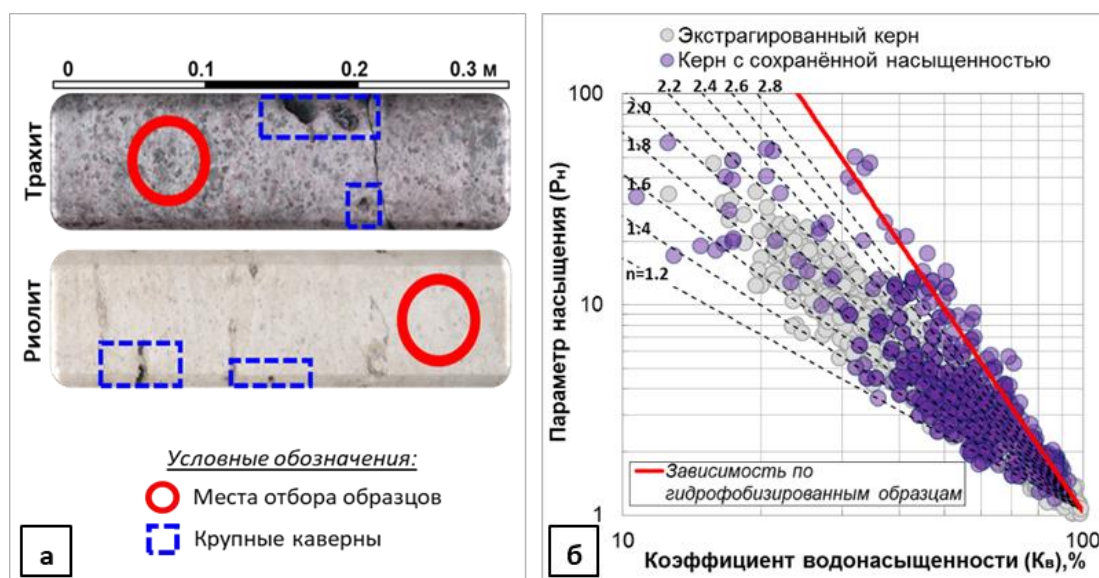 0 0.1 0.2 0.3 м
Трахит
Риолит
Условные обозначения:
Места отбора образцов
Крупные каверны
а
Экстрагированный керн
Керн с сохранённой насыщенностью
Параметр насыщения (Рн)
100
10
1
2.2 2.4 2.6 2.8
2.0
1.8
1.6
1.4
n=1.2
Зависимость по
гидрофобизированным образцам
10 100
Коэффициент водонасыщенности (Кв),%
б